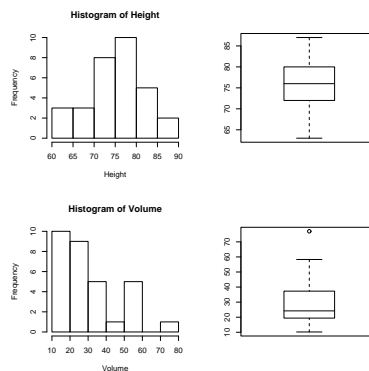 Histogram of Height
Frequency
0 2 4 6 8 10
60 65 70 75 80 85 90
Height
65 75 80 85
Histogram of Volume
Frequency
0 2 4 6 8 10
10 20 30 40 50 60 70 80
Volume
10 20 30 40 50 60 70